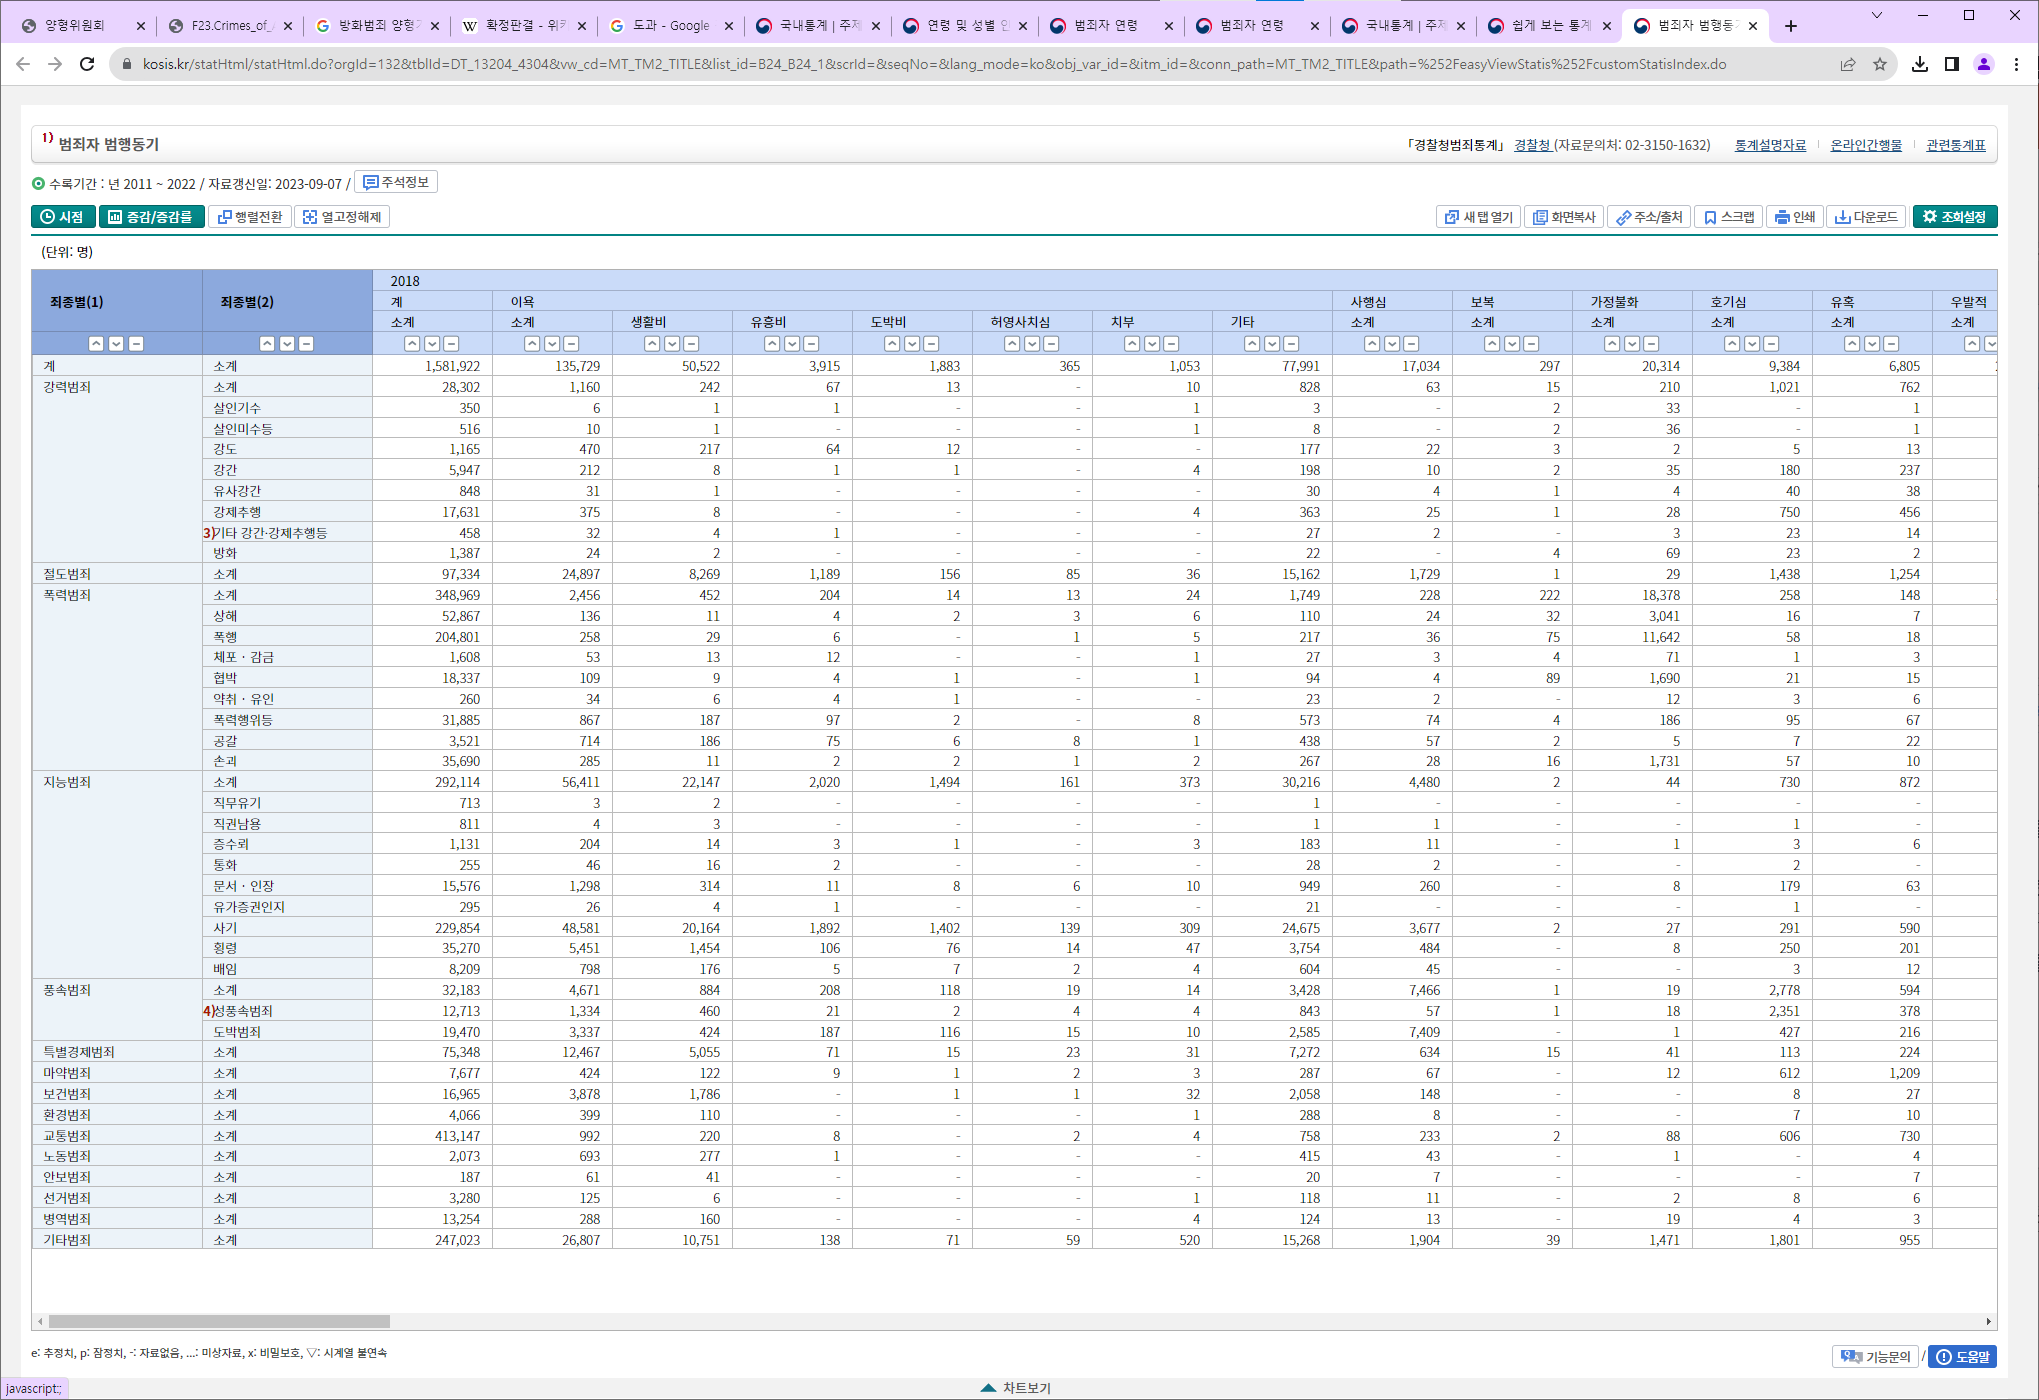 양형위원회
F23.Crimes_of_
방화범죄 양형
확정판결 - 위키
도과 - Google
국내통계 | 주제
연령 및 성별 인
범죄자 연령
범죄자 연령
국내통계 | 주제
쉽게 보는 통계
범죄자 범행동
kosis.kr/statHtml/statHtml.do?orgId=132&tblId=DT_13204_4304&vw_cd=MT_TM2_TITLE&list_id=B24_B24_1&scrId=&seqNo=&lang_mode=ko&obj_var_id=&itm_id=&conn_path=MT_TM2_TITLE&path=%252FeasyViewStatis%252FcustomStatisIndex.do
1) 범죄자 범행동기
「경찰청범죄통계」 경찰청 (자료문의처: 02-3150-1632) 통계설명자료 온라인간행물 관련통계표
수록기간 : 년 2011 ~ 2022 / 자료갱신일: 2023-09-07 / 주석정보
시점 증감/증감률 행렬전환 열고정해제 새 탭 열기 화면복사 주소/출처 스크랩 인쇄 다운로드 조회설정
(단위: 명)
죄종별(1) 죄종별(2) 2018
계 이욕 사행심 보복 가정불화 호기심 유혹 우발적
소계 소계 생활비 유흥비 도박비 허영사치심 치부 기타 소계 소계 소계 소계 소계 소계
계 소계 1,581,922 135,729 50,522 3,915 1,883 365 1,053 77,991 17,034 297 20,314 9,384 6,805
강력범죄 소계 28,302 1,160 242 67 13 - 10 828 63 15 210 1,021 762
살인기수 350 6 1 1 - - 1 3 - 2 33 - 1
살인미수등 516 10 1 - - - 1 8 - 2 36 - 1
강도 1,165 470 217 64 12 - - 177 22 3 2 5 13
강간 5,947 212 8 1 1 - 4 198 10 2 35 180 237
유사강간 848 31 1 - - - - 30 4 1 4 40 38
강제추행 17,631 375 8 - - - 4 363 25 1 28 750 456
3)기타 강간·강제추행등 458 32 4 1 - - - 27 2 - 3 23 14
방화 1,387 24 2 - - - - 22 - 4 69 23 2
절도범죄 소계 97,334 24,897 8,269 1,189 156 85 36 15,162 1,729 1 29 1,438 1,254
폭력범죄 소계 348,969 2,456 452 204 14 13 24 1,749 228 222 18,378 258 148
상해 52,867 136 11 4 2 3 6 110 24 32 3,041 16 7
폭행 204,801 258 29 6 - 1 5 217 36 75 11,642 58 18
체포ㆍ감금 1,608 53 13 12 - - 1 27 3 4 71 1 3
협박 18,337 109 9 4 1 - 1 94 4 89 1,690 21 15
약취ㆍ유인 260 34 6 4 1 - - 23 2 - 12 3 6
폭력행위등 31,885 867 187 97 2 - 8 573 74 4 186 95 67
공갈 3,521 714 186 75 6 8 1 438 57 2 5 7 22
손괴 35,690 285 11 2 2 1 2 267 28 16 1,731 57 10
지능범죄 소계 292,114 56,411 22,147 2,020 1,494 161 373 30,216 4,480 2 44 730 872
직무유기 713 3 2 - - - - 1 - - - - -
직권남용 811 4 3 - - - - 1 1 - - 1 -
증수뢰 1,131 204 14 3 1 - 3 183 11 - 1 3 6
통화 255 46 16 2 - - - 28 2 - - 2 -
문서ㆍ인장 15,576 1,298 314 11 8 6 10 949 260 - 8 179 63
유가증권인지 295 26 4 1 - - - 21 - - - 1 -
사기 229,854 48,581 20,164 1,892 1,402 139 309 24,675 3,677 2 27 291 590
횡령 35,270 5,451 1,454 106 76 14 47 3,754 484 - 8 250 201
배임 8,209 798 176 5 7 2 4 604 45 - - 3 12
풍속범죄 소계 32,183 4,671 884 208 118 19 14 3,428 7,466 1 19 2,778 594
4)성풍속범죄 12,713 1,334 460 21 2 4 4 843 57 1 18 2,351 378
도박범죄 19,470 3,337 424 187 116 15 10 2,585 7,409 - 1 427 216
특별경제범죄 소계 75,348 12,467 5,055 71 15 23 31 7,272 634 15 41 113 224
마약범죄 소계 7,677 424 122 9 1 2 3 287 67 - 12 612 1,209
보건범죄 소계 16,965 3,878 1,786 - 1 1 32 2,058 148 - - 8 27
환경범죄 소계 4,066 399 110 - - - 1 288 8 - - 7 10
교통범죄 소계 413,147 992 220 8 - 2 4 758 233 2 88 606 730
노동범죄 소계 2,073 693 277 1 - - - 415 43 - 1 - 4
안보범죄 소계 187 61 41 - - - - 20 7 - - - 7
선거범죄 소계 3,280 125 6 - - - 1 118 11 - 2 8 6
병역범죄 소계 13,254 288 160 - - - 4 124 13 - 19 4 3
기타범죄 소계 247,023 26,807 10,751 138 71 59 520 15,268 1,904 39 1,471 1,801 955
e: 추정치, p: 잠정치, -: 자료없음, ...: 미상자료, x: 비밀보호, ▽: 시계열 불연속
기능문의 / 도움말
javascript:;
차트보기